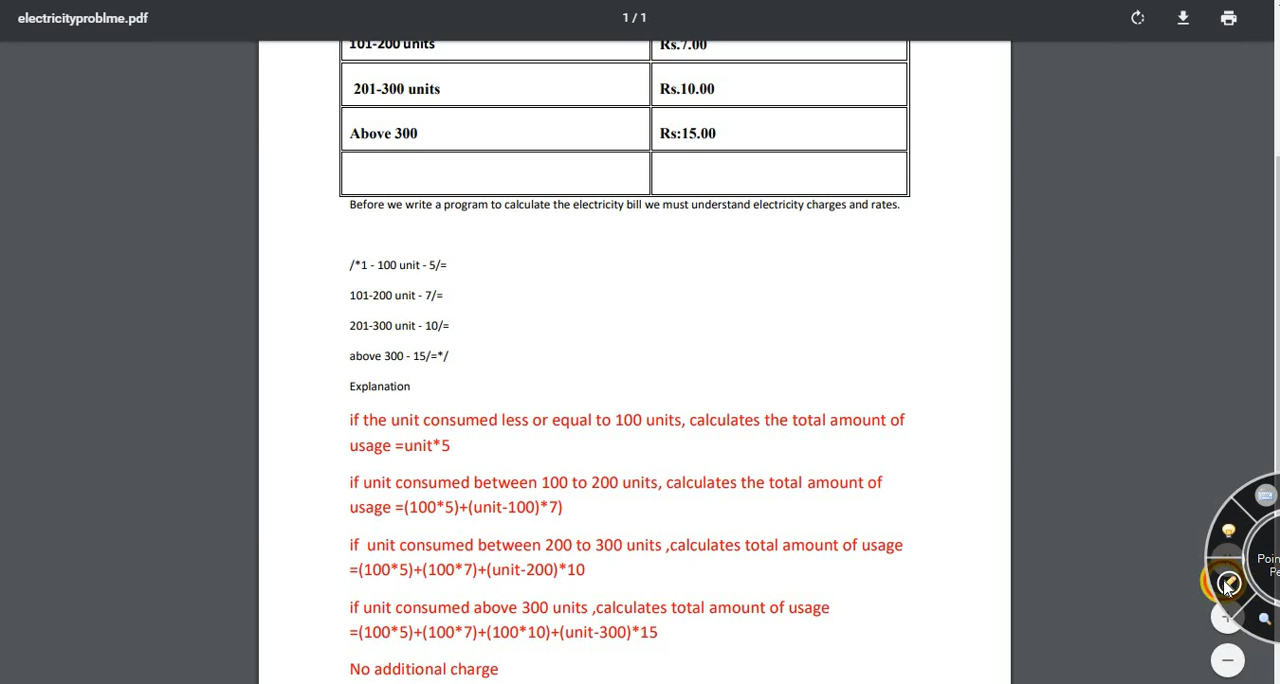 electricityproblme.pdf
1 / 1
101-200 units Rs.7.00
201-300 units Rs.10.00
Above 300 Rs:15.00
Before we write a program to calculate the electricity bill we must understand electricity charges and rates.
/*1 - 100 unit - 5/=
101-200 unit - 7/=
201-300 unit - 10/=
above 300 - 15/=*/
Explanation
if the unit consumed less or equal to 100 units, calculates the total amount of
usage =unit*5
if unit consumed between 100 to 200 units, calculates the total amount of
usage =(100*5)+(unit-100)*7)
if unit consumed between 200 to 300 units ,calculates total amount of usage
=(100*5)+(100*7)+(unit-200)*10
if unit consumed above 300 units ,calculates total amount of usage
=(100*5)+(100*7)+(100*10)+(unit-300)*15
No additional charge